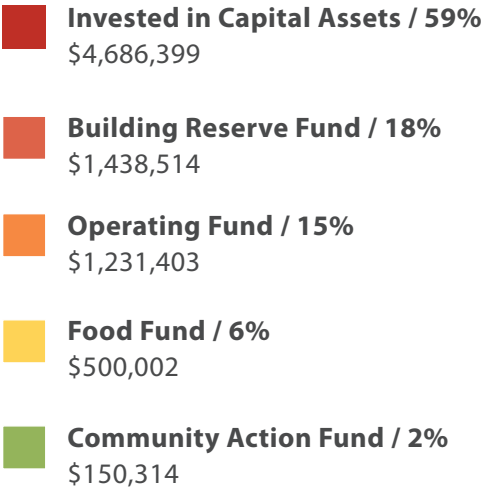 Invested in Capital Assets / 59%
$4,686,399
Building Reserve Fund / 18%
$1,438,514
Operating Fund / 15%
$1,231,403
Food Fund / 6%
$500,002
Community Action Fund / 2%
$150,314